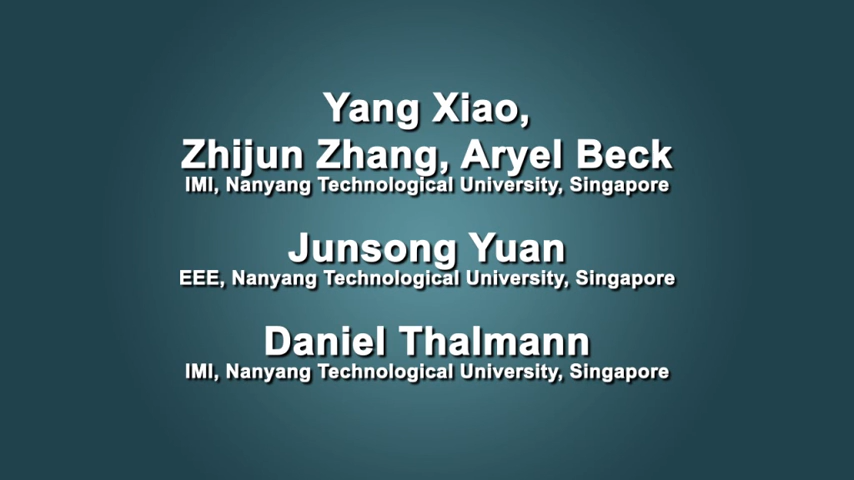 Yang Xiao,
Zhijun Zhang, Aryel Beck
IMI, Nanyang Technological University, Singapore
Junsong Yuan
EEE, Nanyang Technological University, Singapore
Daniel Thalmann
IMI, Nanyang Technological University, Singapore